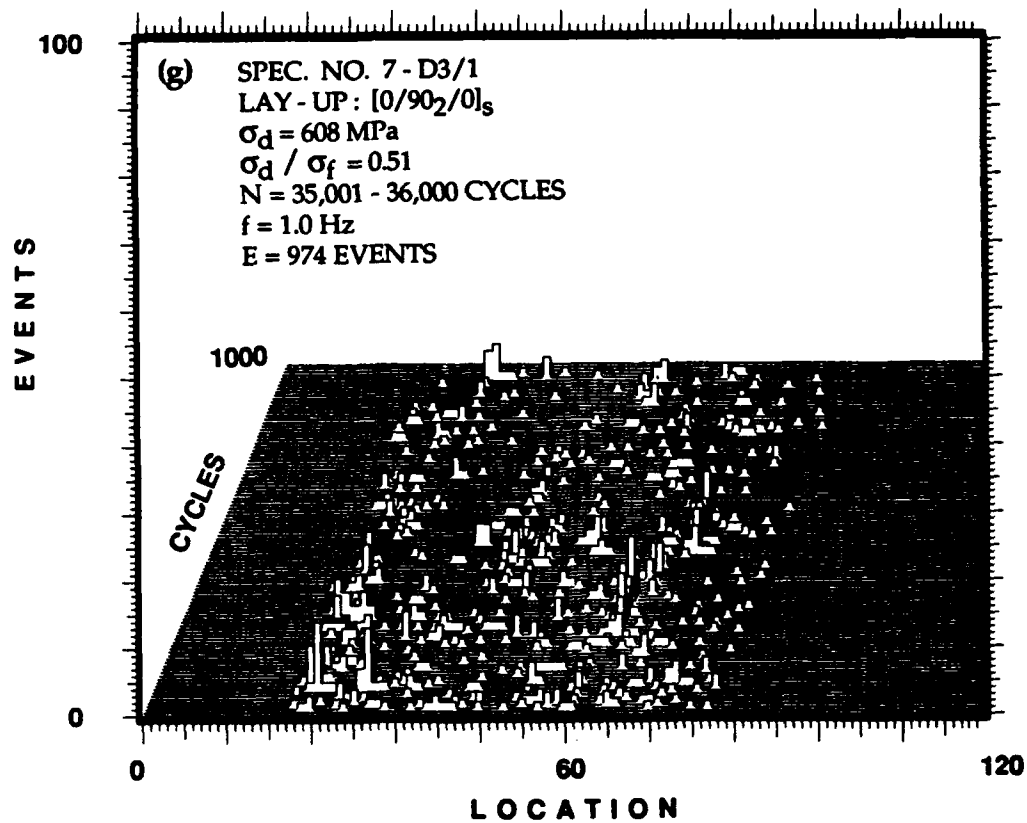 100
(g) SPEC. NO. 7 - D3/1
LAY - UP : [0/90₂/0]ₛ
σd = 608 MPa
σd / σf = 0.51
N = 35,001 - 36,000 CYCLES
f = 1.0 Hz
E = 974 EVENTS
EVENTS
1000
CYCLES
0
0 60 120
LOCATION